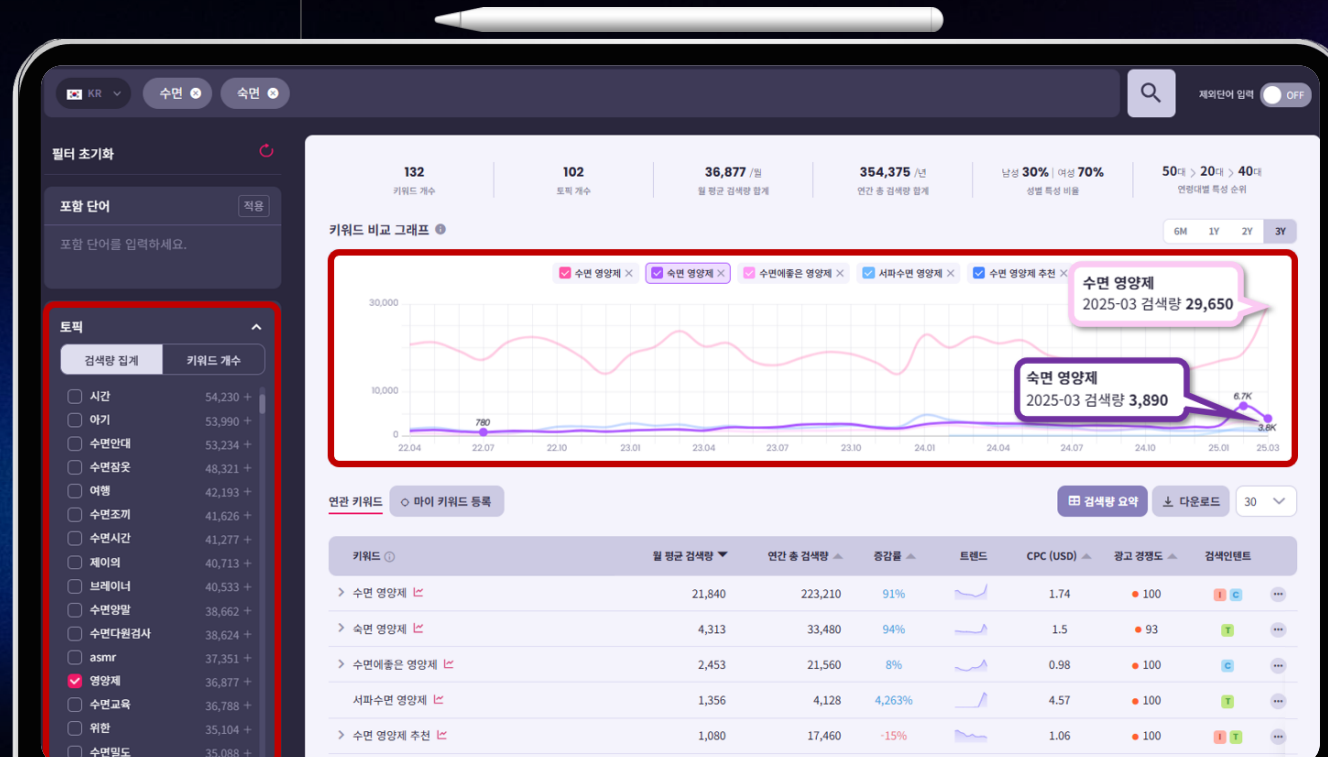 KR 수면 숙면 제외단어 입력 OFF
필터 초기화
포함 단어 적용
포함 단어를 입력하세요.
토픽
검색량 집계 키워드 개수
시간 54,230 +
아기 53,990 +
수면안대 53,234 +
수면잠옷 48,321 +
여행 42,193 +
수면조끼 41,626 +
수면시간 41,277 +
제이의 40,713 +
브레이너 40,533 +
수면양말 38,662 +
수면다원검사 38,624 +
asmr 37,351 +
영양제 36,877 +
수면교육 36,788 +
위한 35,104 +
수면밀도 35,088 +
132 102 36,877 /월 354,375 /년 남성 30% | 여성 70% 50대 > 20대 > 40대
키워드 개수 토픽 개수 월 평균 검색량 합계 연간 총 검색량 합계 성별 특성 비율 연령대별 특성 순위
키워드 비교 그래프 6M 1Y 2Y 3Y
수면 영양제 숙면 영양제 수면에좋은 영양제 서파수면 영양제 수면 영양제 추천
수면 영양제
2025-03 검색량 29,650
숙면 영양제
2025-03 검색량 3,890
30,000
10,000
0
780
6.7K
3.8K
22.04 22.07 22.10 23.01 23.04 23.07 23.10 24.01 24.04 24.07 24.10 25.01 25.03
연관 키워드 마이 키워드 등록 검색량 요약 다운로드 30
키워드 월 평균 검색량 연간 총 검색량 증감률 트렌드 CPC (USD) 광고 경쟁도 검색인텐트
수면 영양제 21,840 223,210 91% 1.74 100 I C
숙면 영양제 4,313 33,480 94% 1.5 93 T
수면에좋은 영양제 2,453 21,560 8% 0.98 100 C
서파수면 영양제 1,356 4,128 4,263% 4.57 100 T
수면 영양제 추천 1,080 17,460 -15% 1.06 100 I T